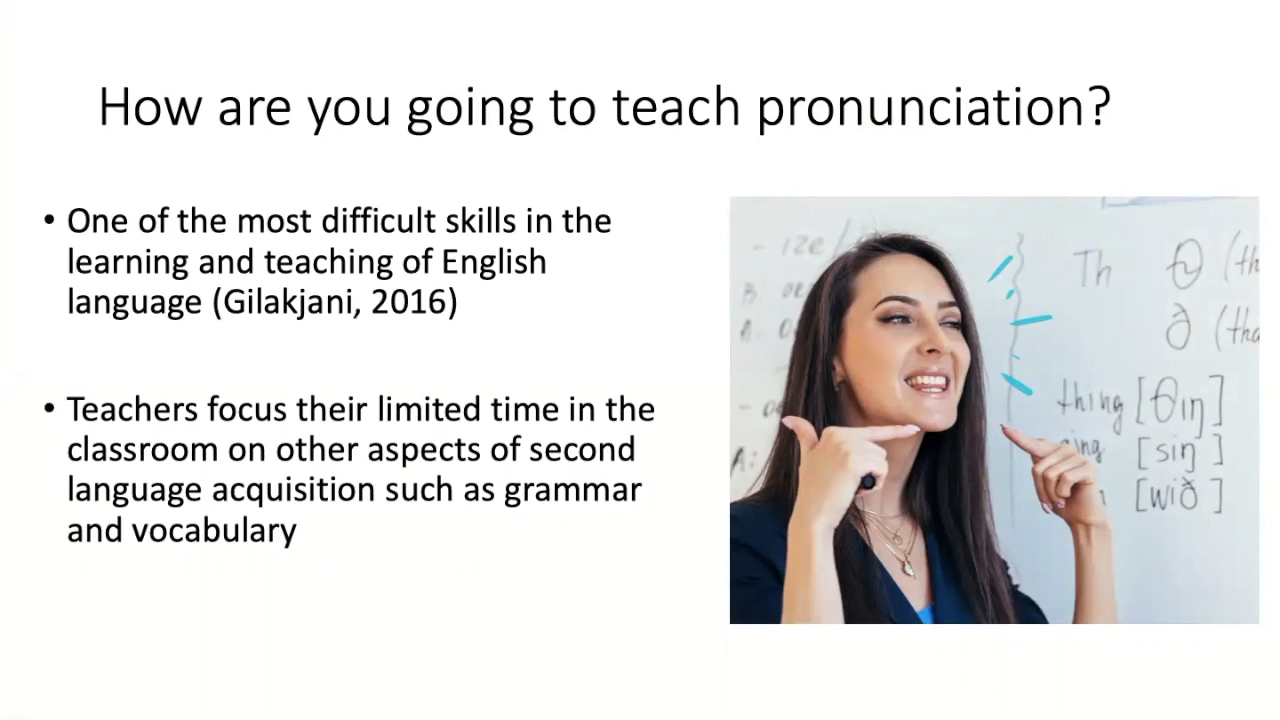 How are you going to teach pronunciation?
• One of the most difficult skills in the
learning and teaching of English
language (Gilakjani, 2016)
• Teachers focus their limited time in the
classroom on other aspects of second
language acquisition such as grammar
and vocabulary
- ize/
Th θ (th
ð (tha
thing [θıŋ]
[siŋ]
[wið]